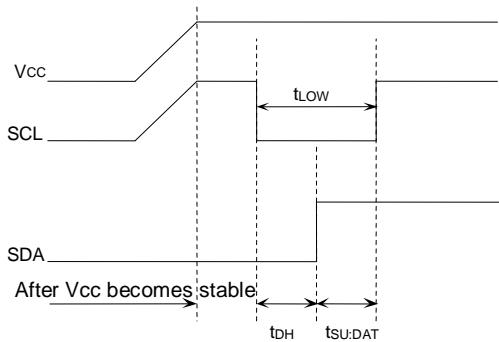 VCC
tLOW
SCL
SDA
After Vcc becomes stable
tDH
tSU:DAT